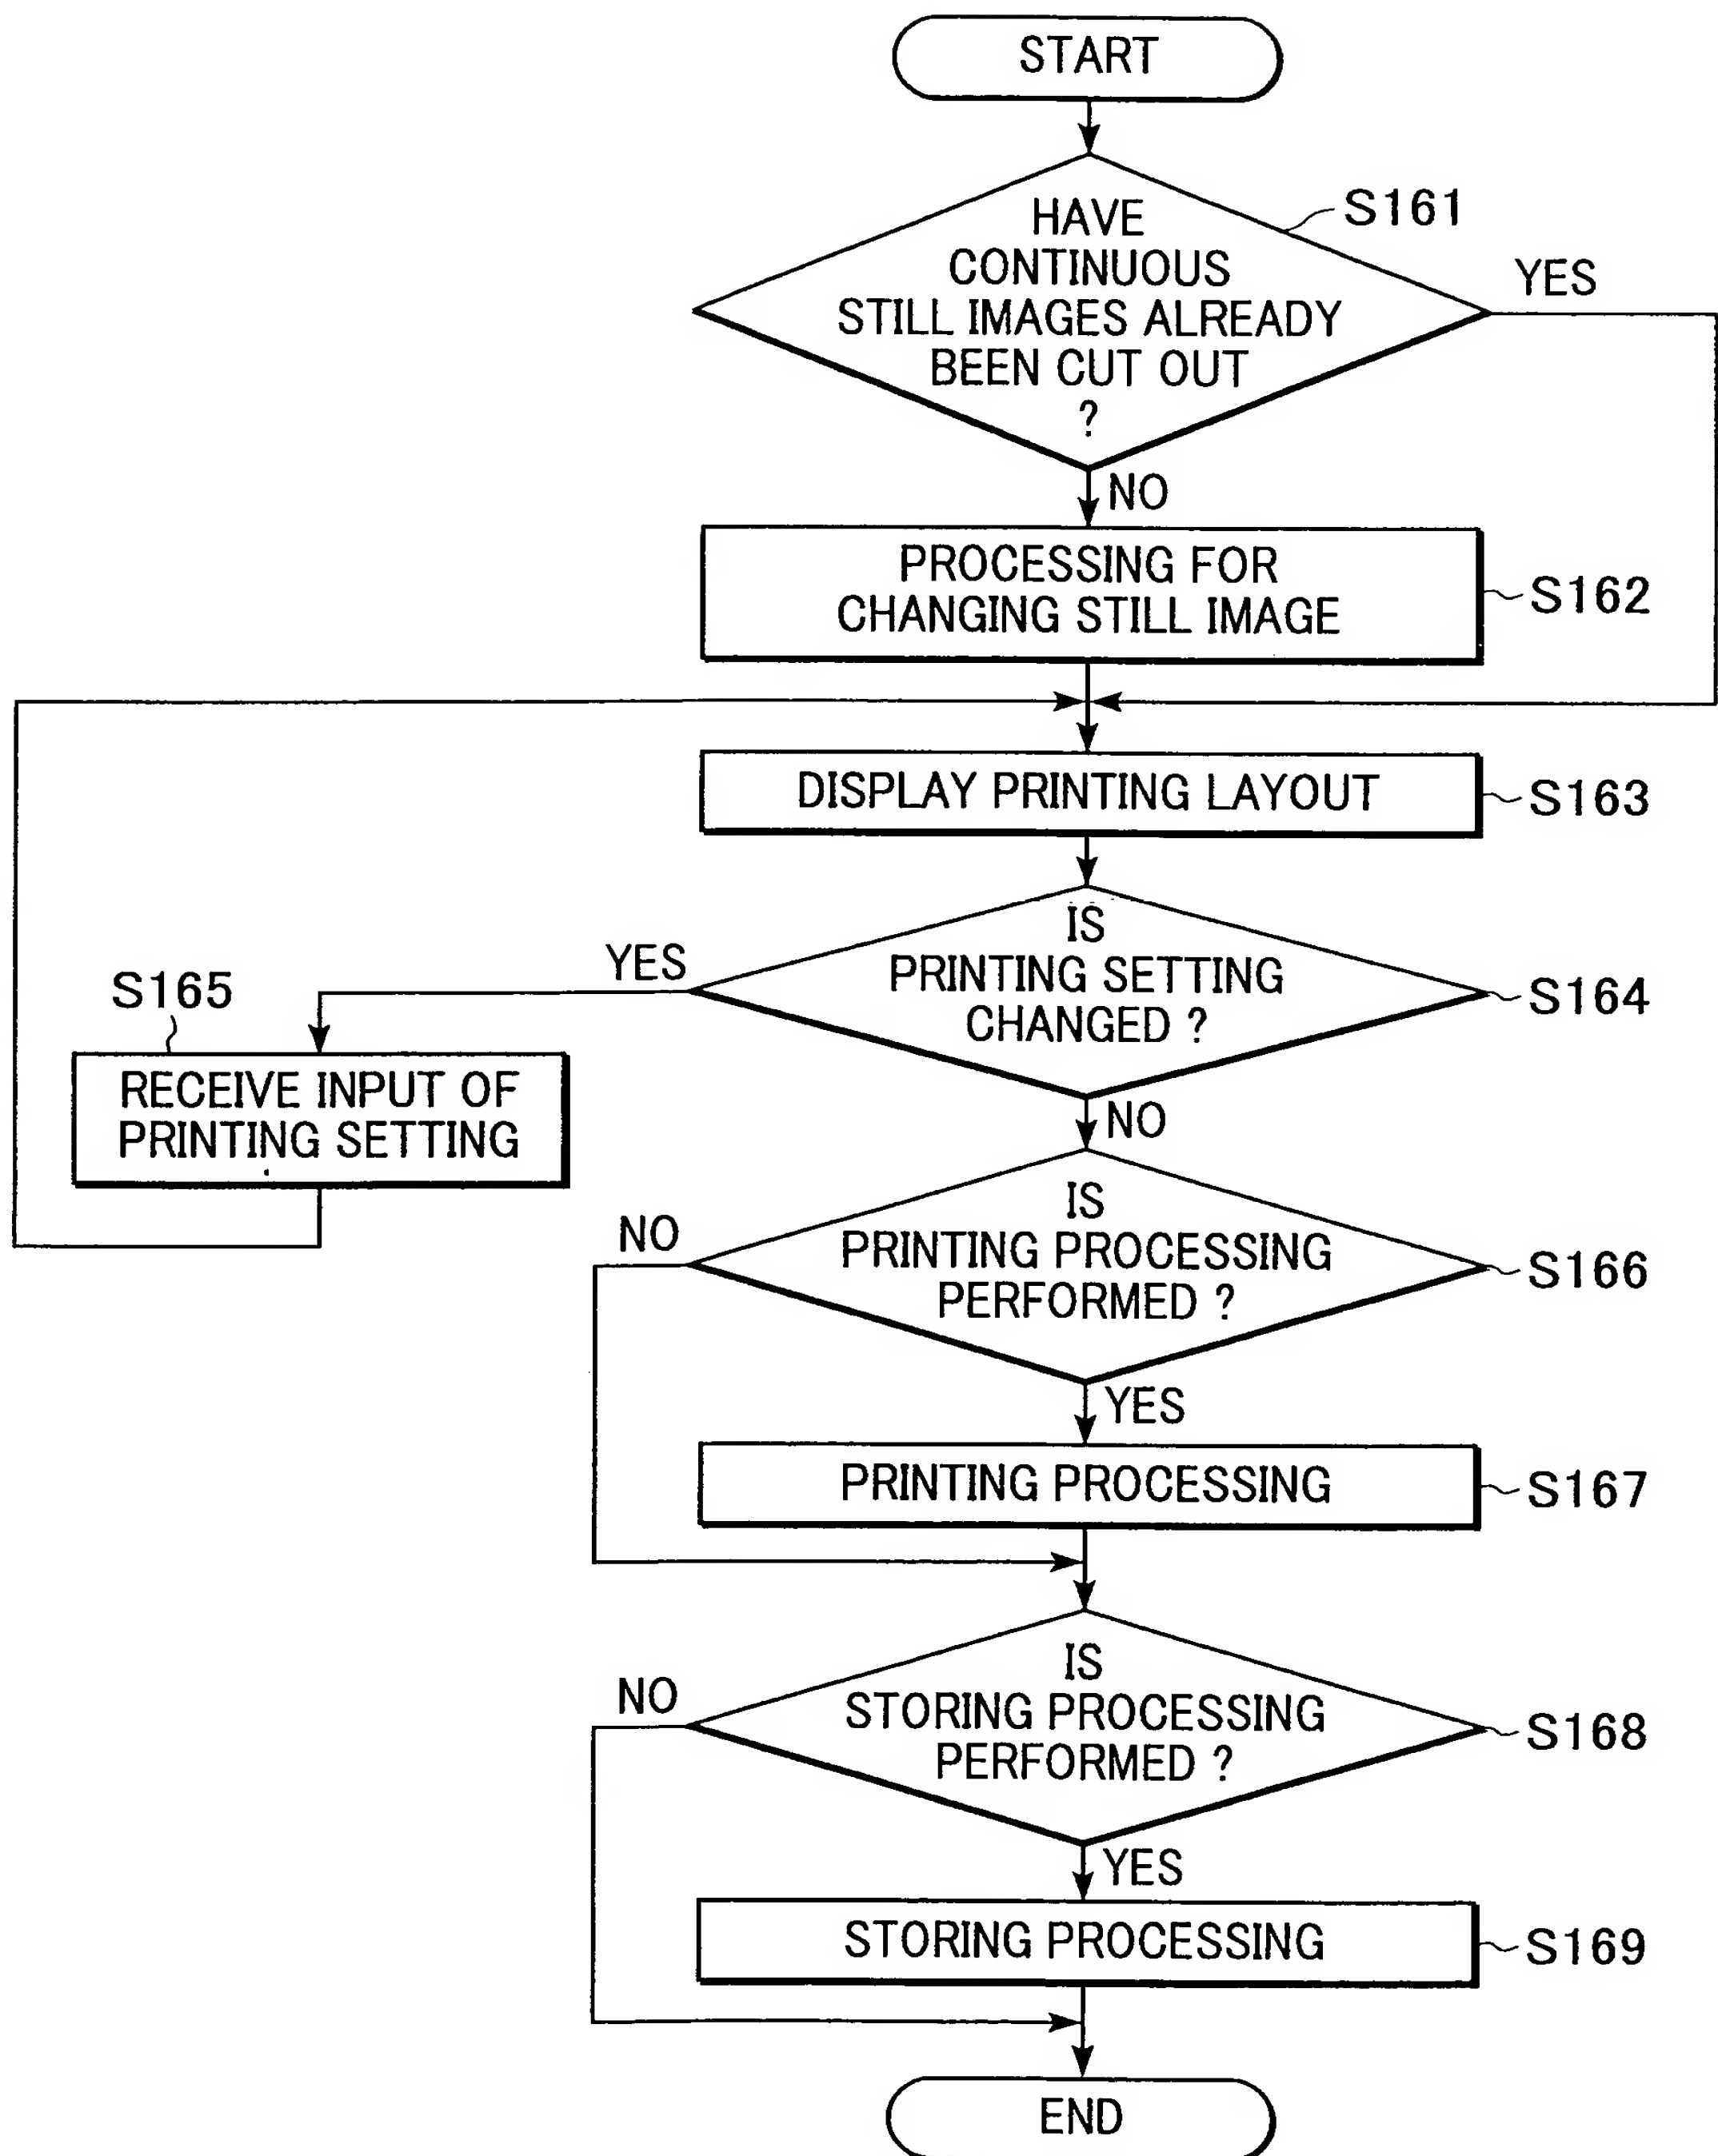 START
HAVE
CONTINUOUS
STILL IMAGES ALREADY
BEEN CUT OUT
?
S161
YES
NO
PROCESSING FOR
CHANGING STILL IMAGE
S162
DISPLAY PRINTING LAYOUT
S163
IS
PRINTING SETTING
CHANGED ?
S164
YES
S165
RECEIVE INPUT OF
PRINTING SETTING
NO
IS
PRINTING PROCESSING
PERFORMED ?
S166
NO
YES
PRINTING PROCESSING
S167
IS
STORING PROCESSING
PERFORMED ?
S168
NO
YES
STORING PROCESSING
S169
END